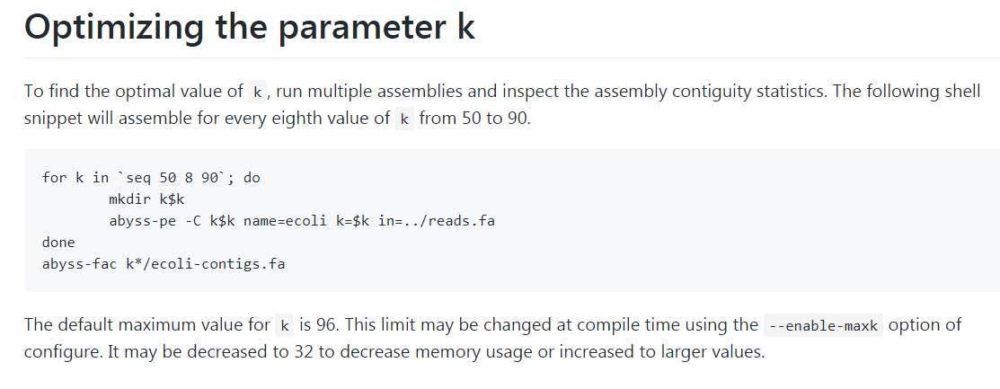 Optimizing the parameter k
To find the optimal value of k , run multiple assemblies and inspect the assembly contiguity statistics. The following shell
snippet will assemble for every eighth value of k from 50 to 90.
for k in `seq 50 8 90`; do
        mkdir k$k
        abyss-pe -C k$k name=ecoli k=$k in=../reads.fa
done
abyss-fac k*/ecoli-contigs.fa
The default maximum value for k is 96. This limit may be changed at compile time using the --enable-maxk option of
configure. It may be decreased to 32 to decrease memory usage or increased to larger values.